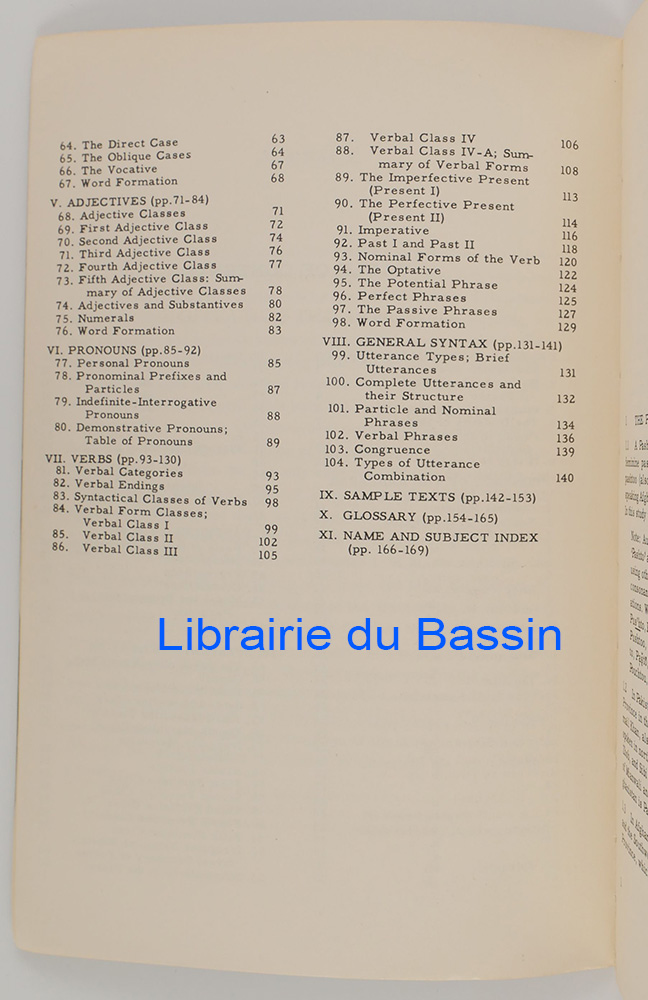 64. The Direct Case 63
65. The Oblique Cases 64
66. The Vocative 67
67. Word Formation 68
V. ADJECTIVES (pp.71-84)
68. Adjective Classes 71
69. First Adjective Class 72
70. Second Adjective Class 74
71. Third Adjective Class 76
72. Fourth Adjective Class 77
73. Fifth Adjective Class: Sum-
mary of Adjective Classes 78
74. Adjectives and Substantives 80
75. Numerals 82
76. Word Formation 83
VI. PRONOUNS (pp.85-92)
77. Personal Pronouns 85
78. Pronominal Prefixes and
Particles 87
79. Indefinite-Interrogative
Pronouns 88
80. Demonstrative Pronouns;
Table of Pronouns 89
VII. VERBS (pp.93-130)
81. Verbal Categories 93
82. Verbal Endings 95
83. Syntactical Classes of Verbs 98
84. Verbal Form Classes;
Verbal Class I 99
85. Verbal Class II 102
86. Verbal Class III 105
87. Verbal Class IV 106
88. Verbal Class IV-A; Sum-
mary of Verbal Forms 108
89. The Imperfective Present
(Present I) 113
90. The Perfective Present
(Present II) 114
91. Imperative 116
92. Past I and Past II 118
93. Nominal Forms of the Verb 120
94. The Optative 122
95. The Potential Phrase 124
96. Perfect Phrases 125
97. The Passive Phrases 127
98. Word Formation 129
VIII. GENERAL SYNTAX (pp.131-141)
99. Utterance Types; Brief
Utterances 131
100. Complete Utterances and
their Structure 132
101. Particle and Nominal
Phrases 134
102. Verbal Phrases 136
103. Congruence 139
104. Types of Utterance
Combination 140
IX. SAMPLE TEXTS (pp.142-153)
X. GLOSSARY (pp.154-165)
XI. NAME AND SUBJECT INDEX
(pp. 166-169)
Librairie du Bassin